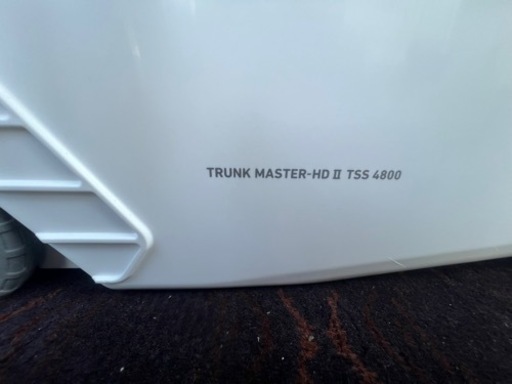 TRUNK MASTER-HD II TSS 4800